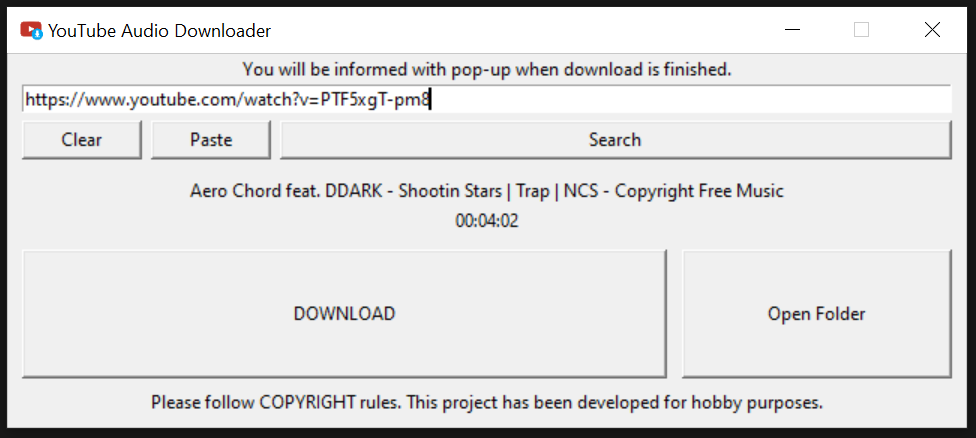 YouTube Audio Downloader
You will be informed with pop-up when download is finished.
https://www.youtube.com/watch?v=PTF5xgT-pm8
Clear Paste Search
Aero Chord feat. DDARK - Shootin Stars | Trap | NCS - Copyright Free Music
00:04:02
DOWNLOAD Open Folder
Please follow COPYRIGHT rules. This project has been developed for hobby purposes.